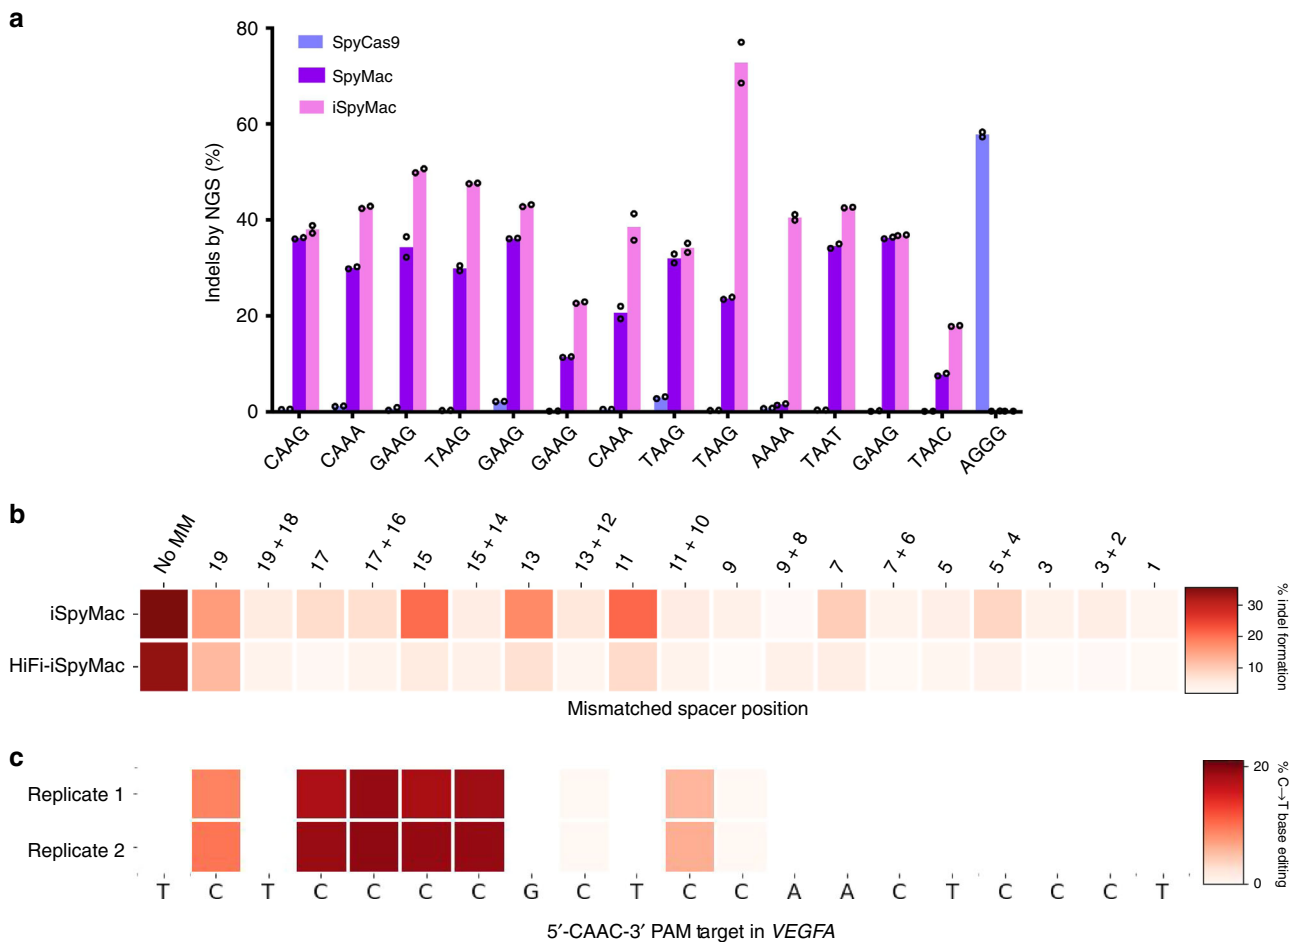 a
80
60
40
20
0
Indels by NGS (%)
SpyCas9
SpyMac
iSpyMac
CAAG CAAA GAAG TAAG GAAG GAAG CAAA TAAG TAAG AAAA TAAT GAAG TAAC AGGG
b
No MM 19 19 + 18 17 17 + 16 15 15 + 14 13 13 + 12 11 11 + 10 9 9 + 8 7 7 + 6 5 5 + 4 3 3 + 2 1
iSpyMac
HiFi-iSpyMac
Mismatched spacer position
30
20
10
% indel formation
c
Replicate 1
Replicate 2
T C T C C C C G C T C C A A C T C C C T
5′-CAAC-3′ PAM target in VEGFA
20
0
% C→T base editing